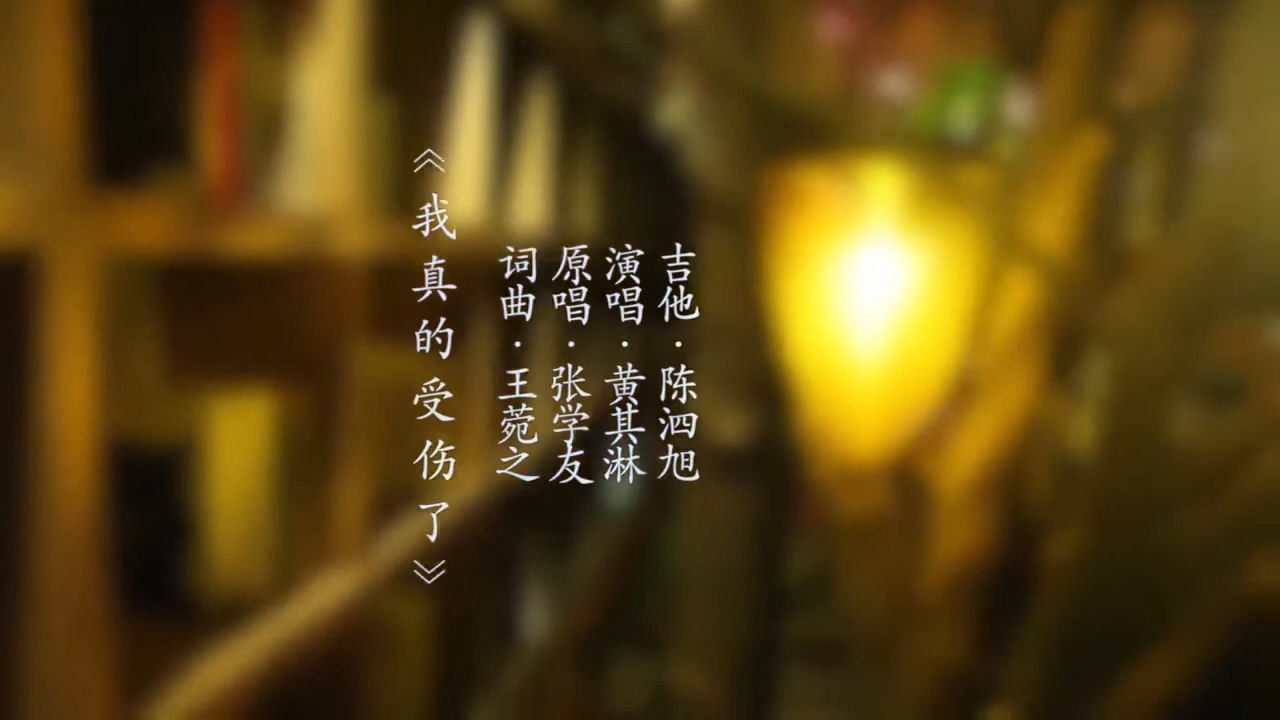 《我真的受伤了》
词曲·王菀之
原唱·张学友
演唱·黄其淋
吉他·陈泗旭